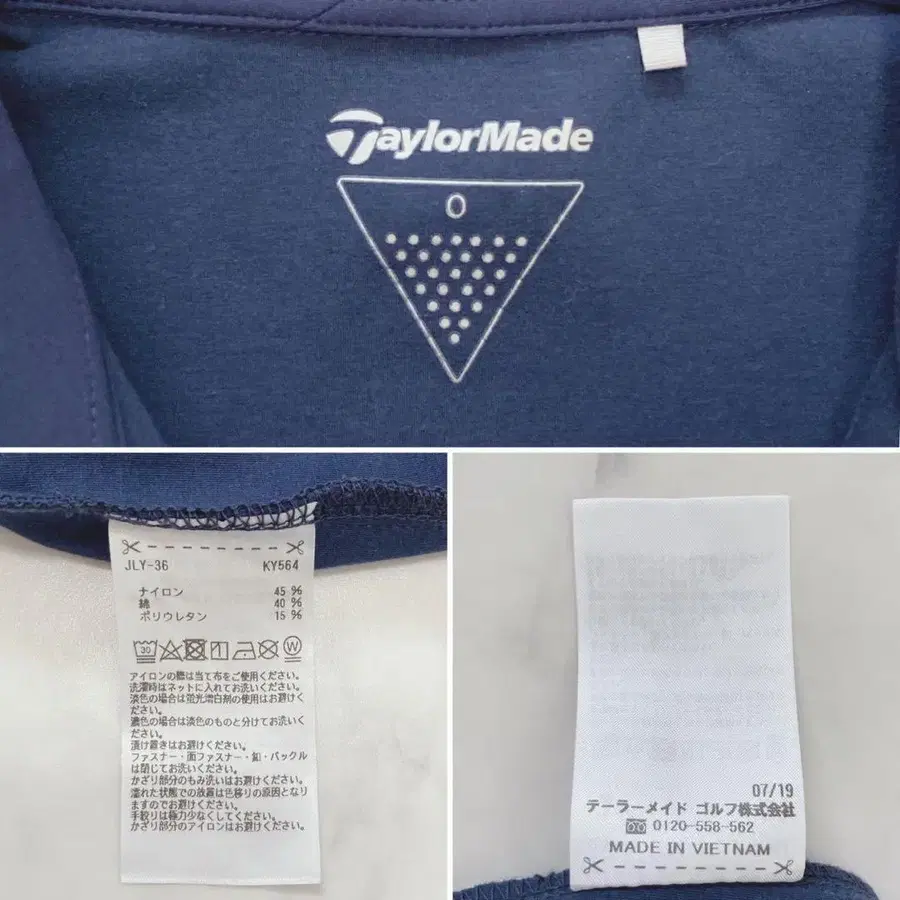 TaylorMade
O
JLY-36 KY564
ナイロン 45 %
綿 40 %
ポリウレタン 15 %
30 W
アイロンの際は当て布をご使用ください。
洗濯時はネットに入れてお洗いください。
淡色の場合は蛍光増白剤の使用はお避けく
ださい。
濃色の場合は淡色のものと分けてお洗いく
ださい。
漬け置きはお避けください。
ファスナー・面ファスナー・釦・バックル
は閉じてお洗いください。
かざり部分のもみ洗いはお避けください。
濡れた状態での放置は色移りの原因となり
ますのでお避けください。
手絞りは極力少なくしてください。
かざり部分のアイロンはお避けください。
07/19
テーラーメイド ゴルフ株式会社
0120-558-562
MADE IN VIETNAM